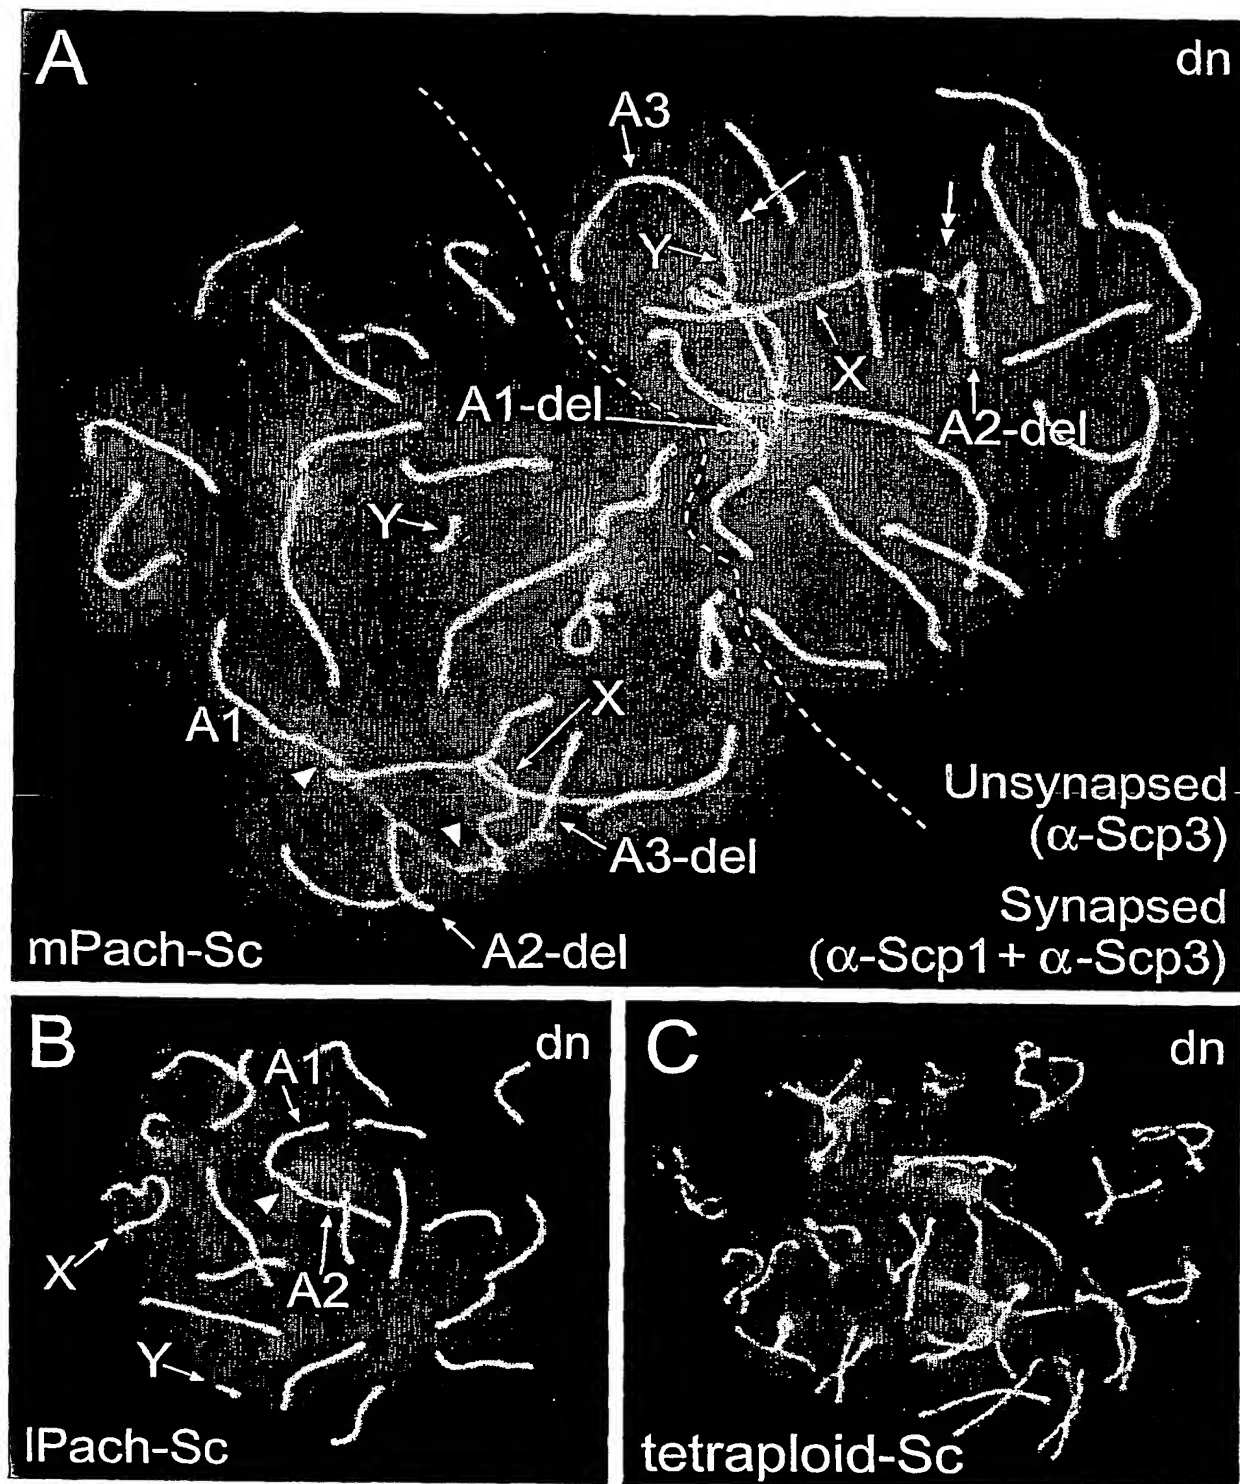 A
dn
A3
Y
X
A1-del
A2-del
Y
X
A1
A3-del
A2-del
Unsynapsed
(α-Scp3)
Synapsed
(α-Scp1 + α-Scp3)
mPach-Sc
B
dn
A1
X
A2
Y
lPach-Sc
C
dn
tetraploid-Sc